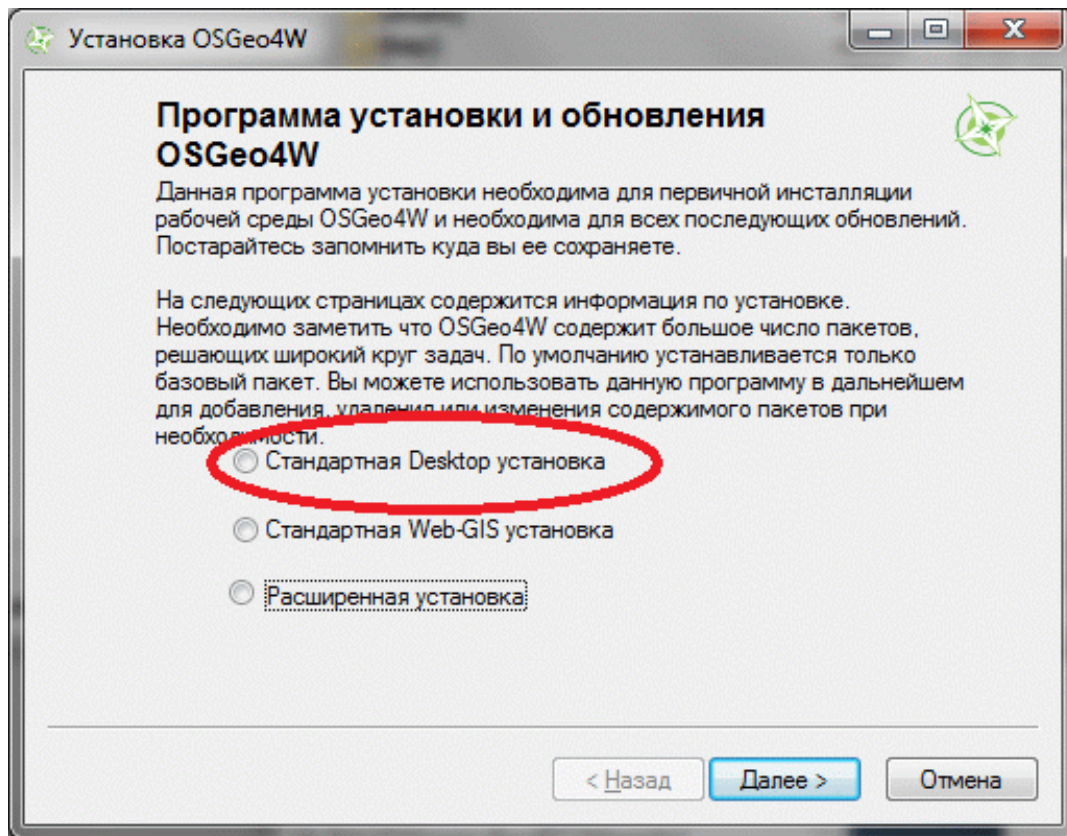 Установка OSGeo4W
Программа установки и обновления
OSGeo4W
Данная программа установки необходима для первичной инсталляции
рабочей среды OSGeo4W и необходима для всех последующих обновлений.
Постарайтесь запомнить куда вы ее сохраняете.
На следующих страницах содержится информация по установке.
Необходимо заметить что OSGeo4W содержит большое число пакетов,
решающих широкий круг задач. По умолчанию устанавливается только
базовый пакет. Вы можете использовать данную программу в дальнейшем
для добавления, удаления или изменения содержимого пакетов при
необходимости.
Стандартная Desktop установка
Стандартная Web-GIS установка
Расширенная установка
< Назад
Далее >
Отмена